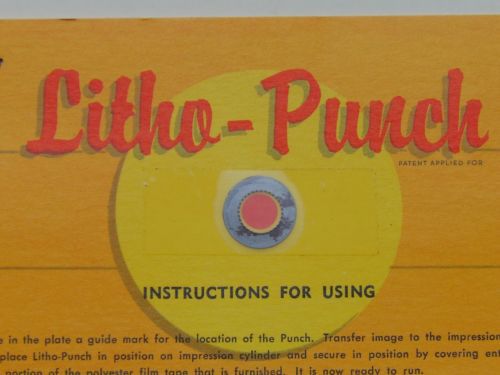 Litho-Punch
PATENT APPLIED FOR
INSTRUCTIONS FOR USING
in the plate a guide mark for the location of the Punch. Transfer image to the impression
place Litho-Punch in position on impression cylinder and secure in position by covering
portion of the polyester film tape that is furnished. It is now ready to run.